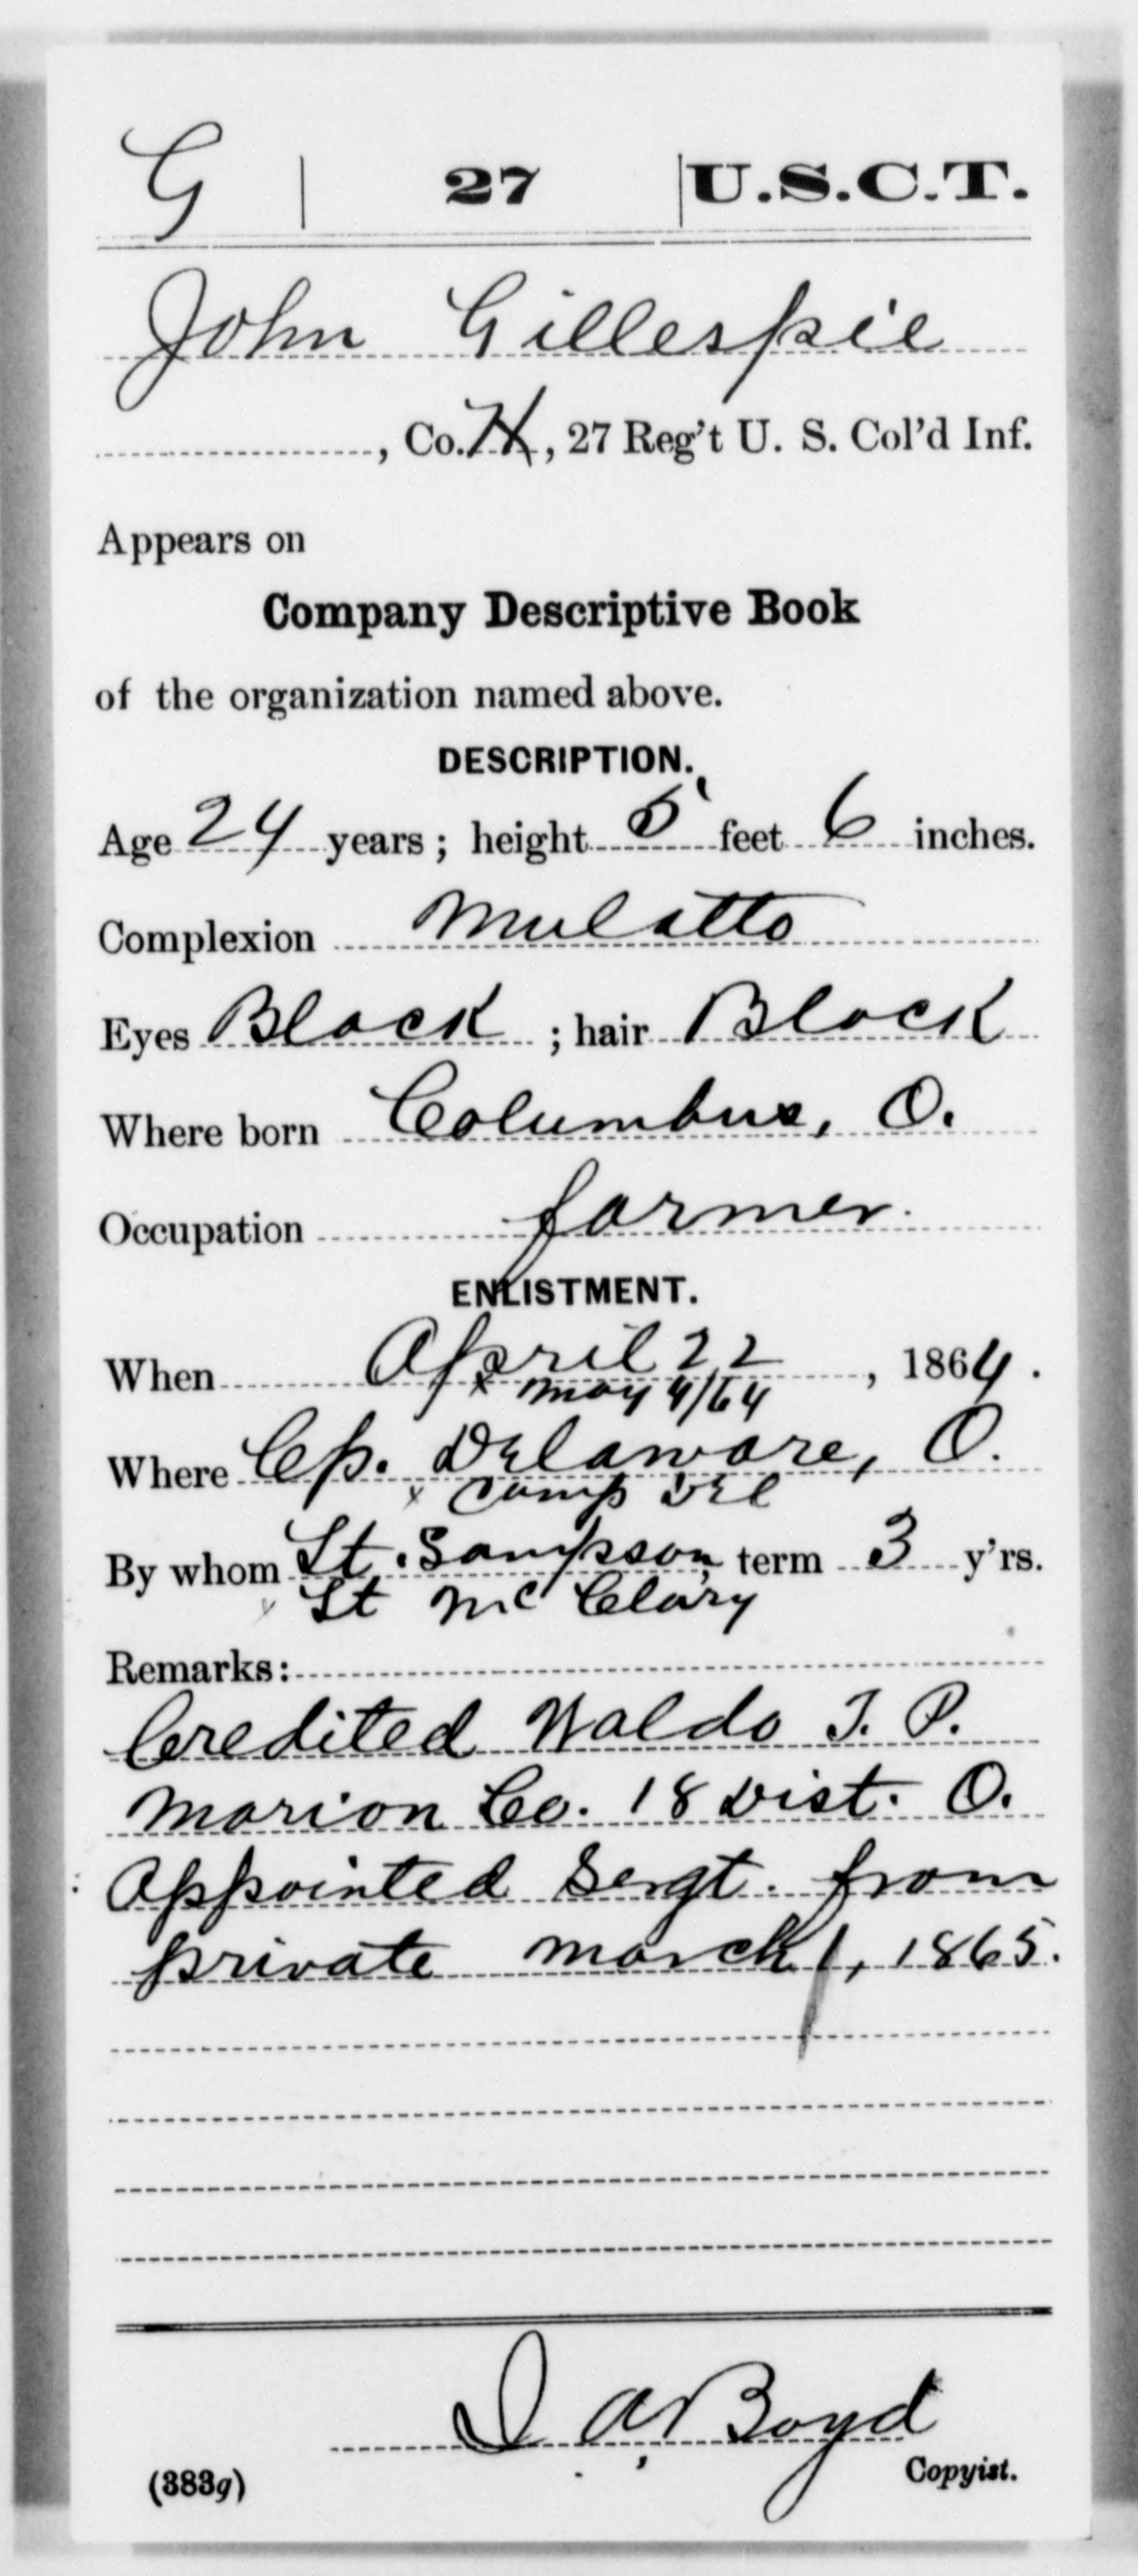 G | 27 | U.S.C.T.
John Gillespie
, Co. H, 27 Reg't U. S. Col'd Inf.
Appears on
Company Descriptive Book
of the organization named above.
DESCRIPTION.
Age 24 years; height 5 feet 6 inches.
Complexion Mulatto
Eyes Black; hair Black
Where born Columbus, O.
Occupation farmer.
ENLISTMENT.
When April 22, 1864.
x May 4/64
Where Cp. Delaware, O.
x Camp Del
By whom Lt. Sampson, term 3 y'rs.
x Lt McClary
Remarks:
Credited Waldo T. P.
Marion Co. 18 Dist. O.
Appointed Sergt. from
private March 1, 1865.
Boyd
(383g) Copyist.